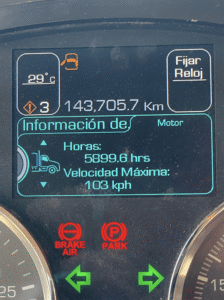 Fijar
Reloj
29°c
3
143,705.7 Km
Información de Motor
Horas:
5899.6 hrs
Velocidad Máxima:
103 kph
BRAKE
AIR
PARK
25